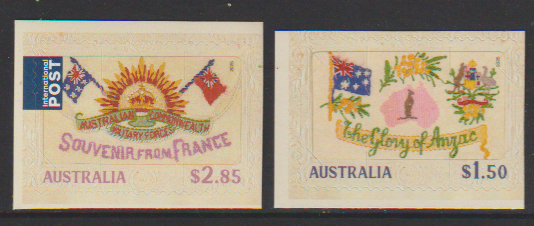 International
POST
AUSTRALIAN COMMONWEALTH
MILITARY FORCES
SOUVENIR FROM FRANCE
AUSTRALIA $2.85
The Glory of Anzac
AUSTRALIA $1.50